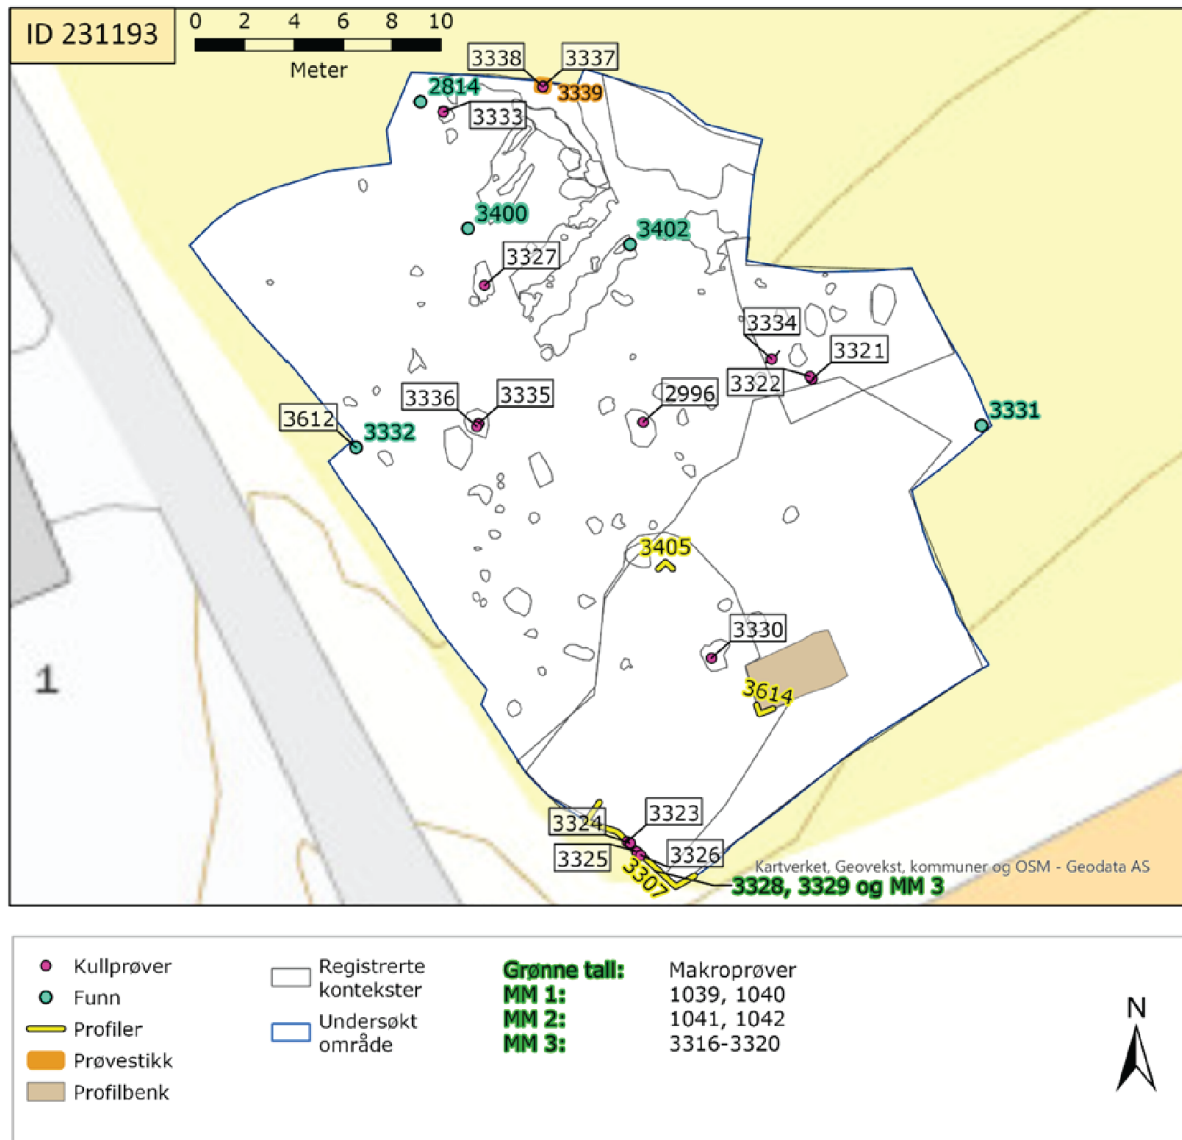 ID 231193
0 2 4 6 8 10
Meter
3338 3337
2814
3339
3333
3400
3402
3327
3334
3321
3322
3336 3335
2996
3612
3332
3331
3405
3330
3614
1
3323
3324
3325
3326
3307
Kartverket, Geovekst, kommuner og OSM - Geodata AS
3328, 3329 og MM 3
Kullprøver
Funn
Profiler
Prøvestikk
Profilbenk
Registrerte
kontekster
Undersøkt
område
Grønne tall: Makroprøver
MM 1: 1039, 1040
MM 2: 1041, 1042
MM 3: 3316-3320
N